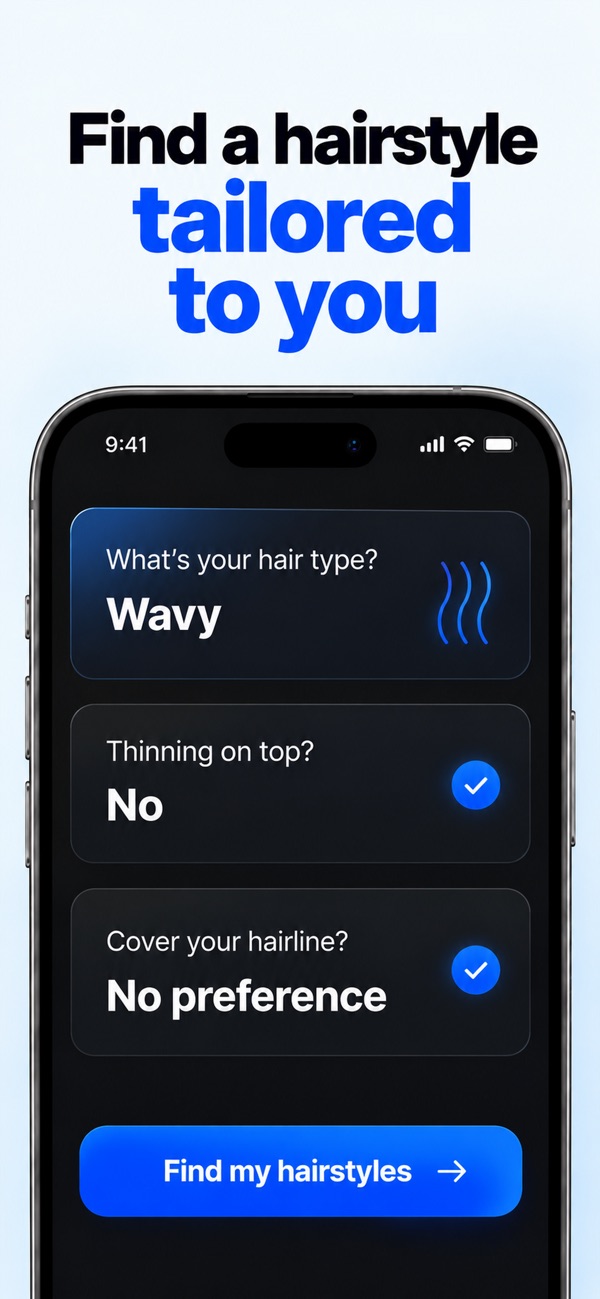 Find a hairstyle
tailored
to you
9:41
What’s your hair type?
Wavy
Thinning on top?
No
Cover your hairline?
No preference
Find my hairstyles →